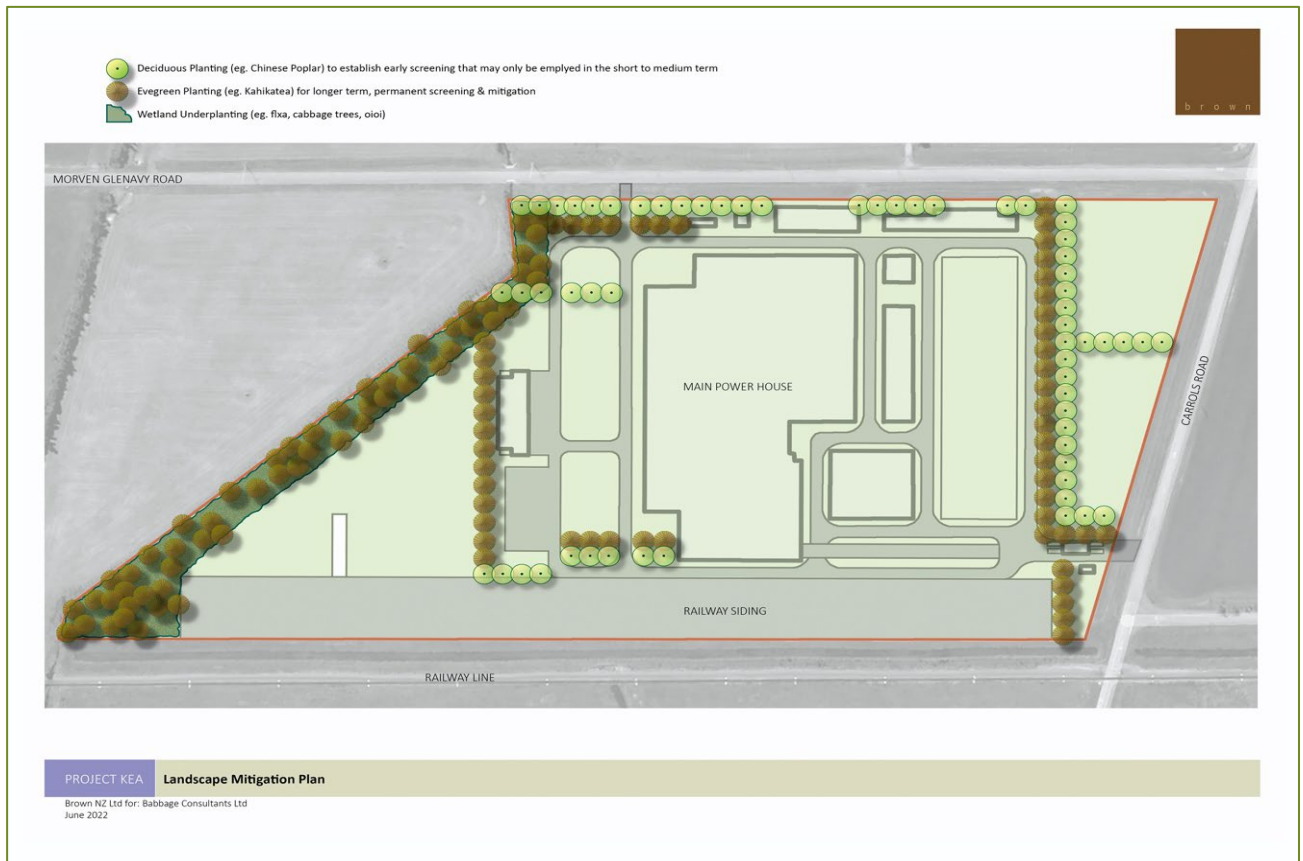 Deciduous Planting (eg. Chinese Poplar) to establish early screening that may only be emplyed in the short to medium term
Evegreen Planting (eg. Kahikatea) for longer term, permanent screening & mitigation
Wetland Underplanting (eg. flxa, cabbage trees, oioi)
brown
MORVEN GLENAVY ROAD
MAIN POWER HOUSE
CARROLS ROAD
RAILWAY SIDING
RAILWAY LINE
PROJECT KEA Landscape Mitigation Plan
Brown NZ Ltd for: Babbage Consultants Ltd
June 2022